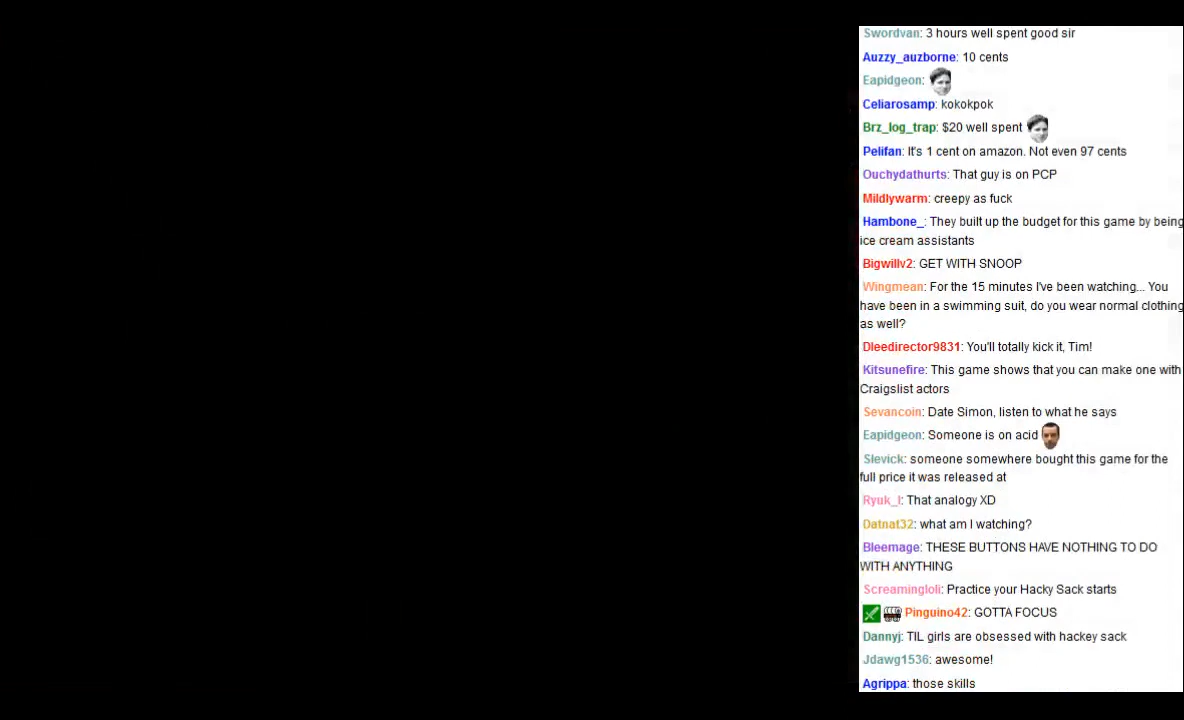 Swordvan: 3 hours well spent good sir
Auzzy_auzborne: 10 cents
Eapidgeon:
Celiarosamp: kokokpok
Brz_log_trap: $20 well spent
Pelifan: It's 1 cent on amazon. Not even 97 cents
Ouchydathurts: That guy is on PCP
Mildlywarm: creepy as fuck
Hambone_: They built up the budget for this game by being
ice cream assistants
Bigwillv2: GET WITH SNOOP
Wingmean: For the 15 minutes I've been watching... You
have been in a swimming suit, do you wear normal clothing
as well?
Dleedirector9831: You'll totally kick it, Tim!
Kitsunefire: This game shows that you can make one with
Craigslist actors
Sevancoin: Date Simon, listen to what he says
Eapidgeon: Someone is on acid
Slevick: someone somewhere bought this game for the
full price it was released at
Ryuk_l: That analogy XD
Datnat32: what am I watching?
Bleemage: THESE BUTTONS HAVE NOTHING TO DO
WITH ANYTHING
Screamingloli: Practice your Hacky Sack starts
Pinguino42: GOTTA FOCUS
Dannyj: TIL girls are obsessed with hackey sack
Jdawg1536: awesome!
Agrippa: those skills